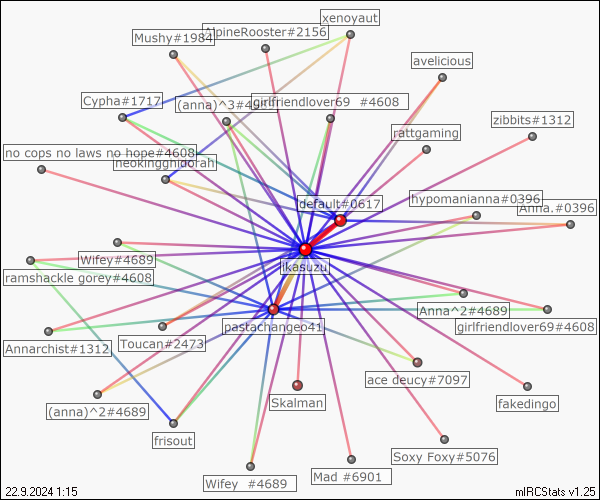 xenoyaut
AlpineRooster#2156
Mushy#1984
avelicious
Cypha#1717
(anna)^3#4
girlfriendlover69 #4608
zibbits#1312
rattgaming
no cops no laws no hope#4608
neokingghidorah
default#0617
hypomanianna#0396
Anna.#0396
Wifey#4689
ikasuzu
ramshackle gorey#4608
Anna^2#4689
girlfriendlover69#4608
pastachangeo41
Annarchist#1312
Toucan#2473
ace deucy#7097
Skalman
fakedingo
(anna)^2#4689
frisout
Soxy Foxy#5076
Wifey #4689
Mad #6901
22.9.2024 1:15
mIRCStats v1.25